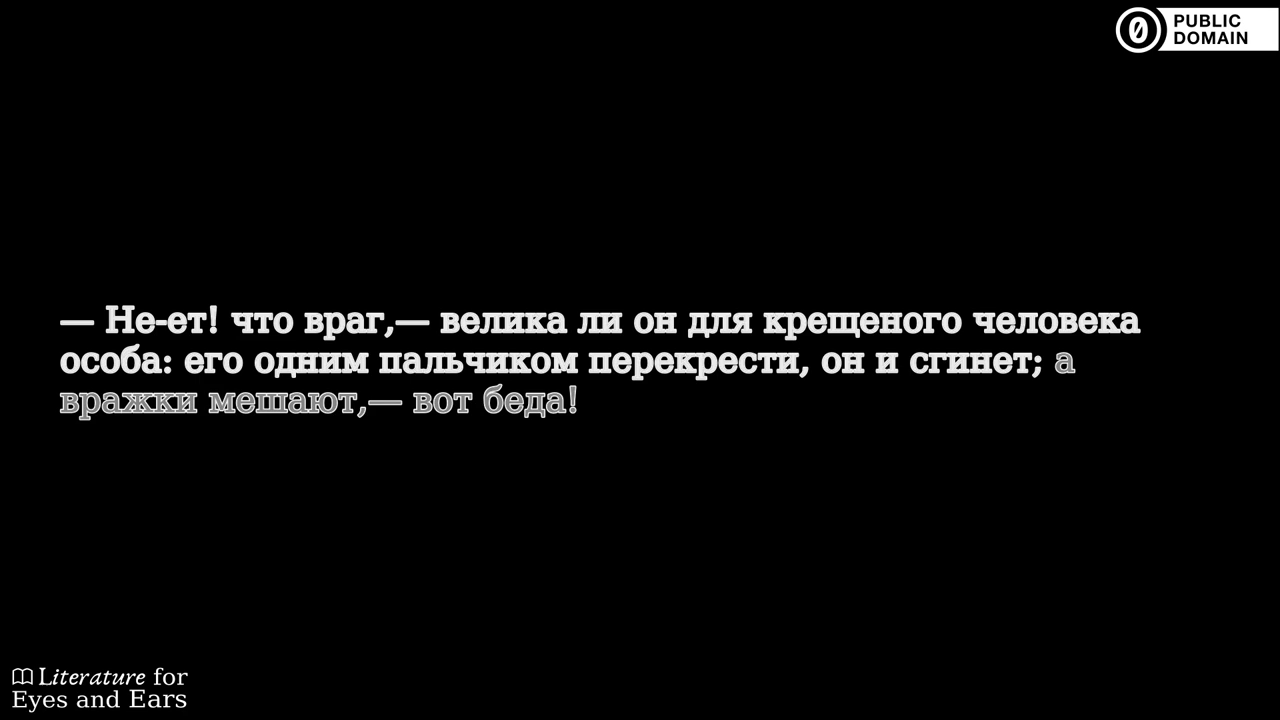 PUBLIC
DOMAIN
— Не-ет! что враг,— велика ли он для крещеного человека
особа: его одним пальчиком перекрести, он и сгинет; а
вражки мешают,— вот беда!
Literature for
Eyes and Ears